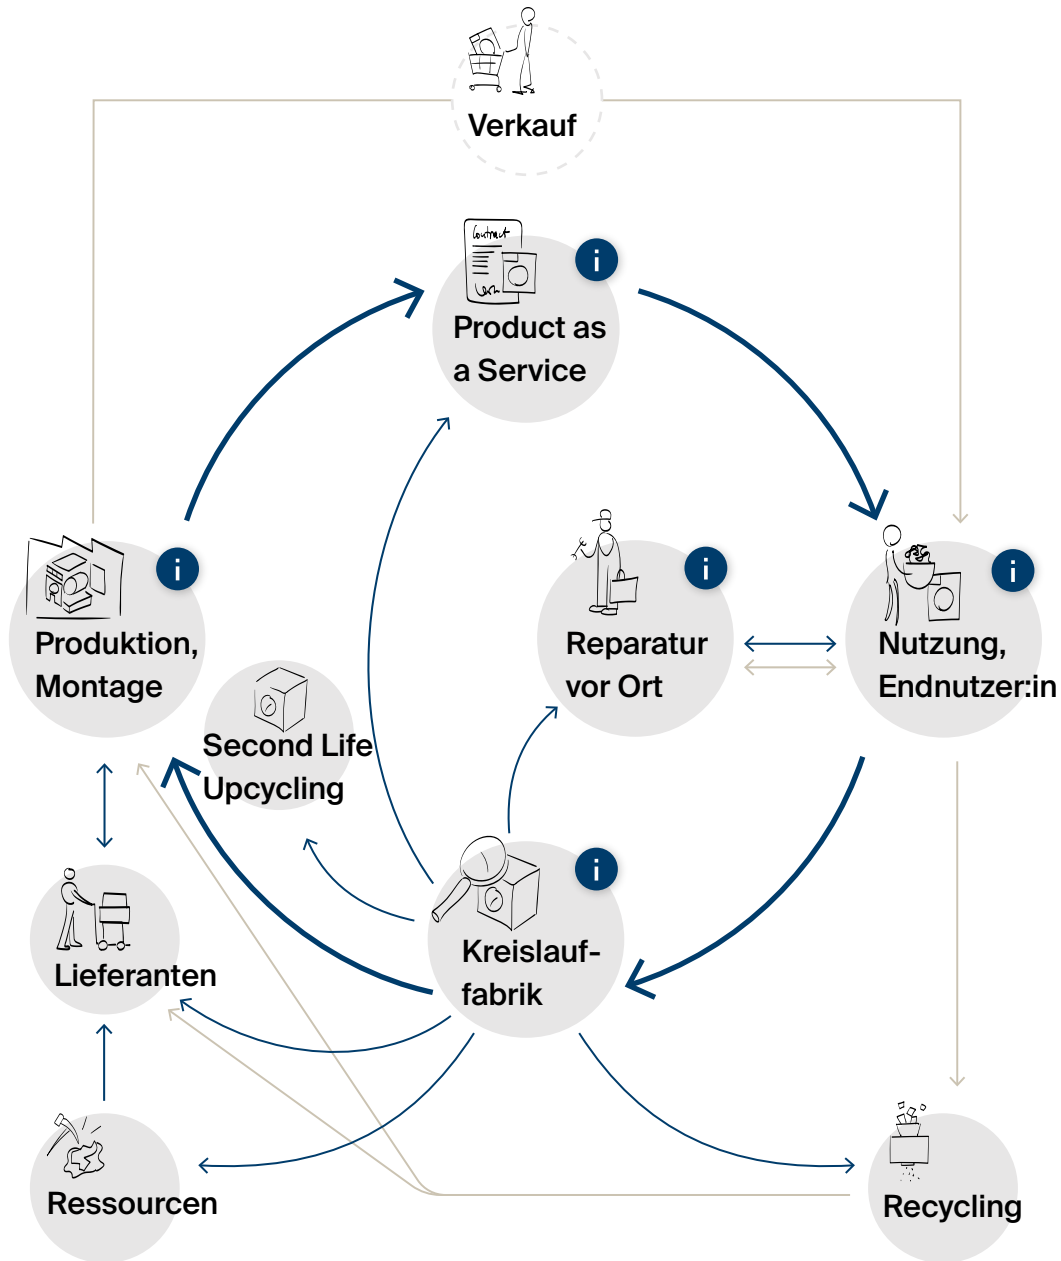 Verkauf
Contract
i
Product as
a Service
i
Produktion,
Montage
i
Reparatur
vor Ort
i
Nutzung,
Endnutzer:in
Second Life
Upcycling
i
Kreislauf-
fabrik
Lieferanten
Ressourcen
Recycling